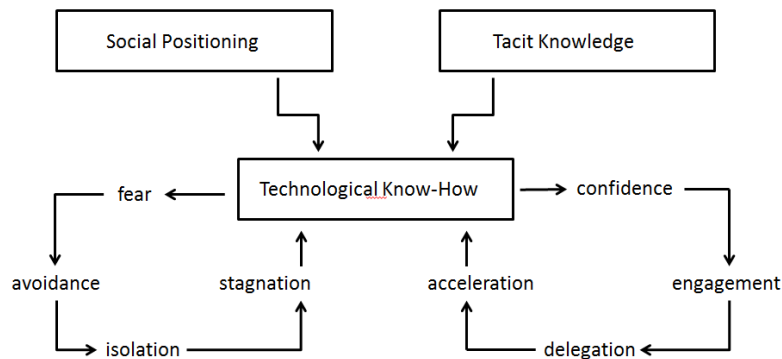 Social Positioning
Tacit Knowledge
Technological Know-How
fear
confidence
avoidance
stagnation
acceleration
engagement
isolation
delegation